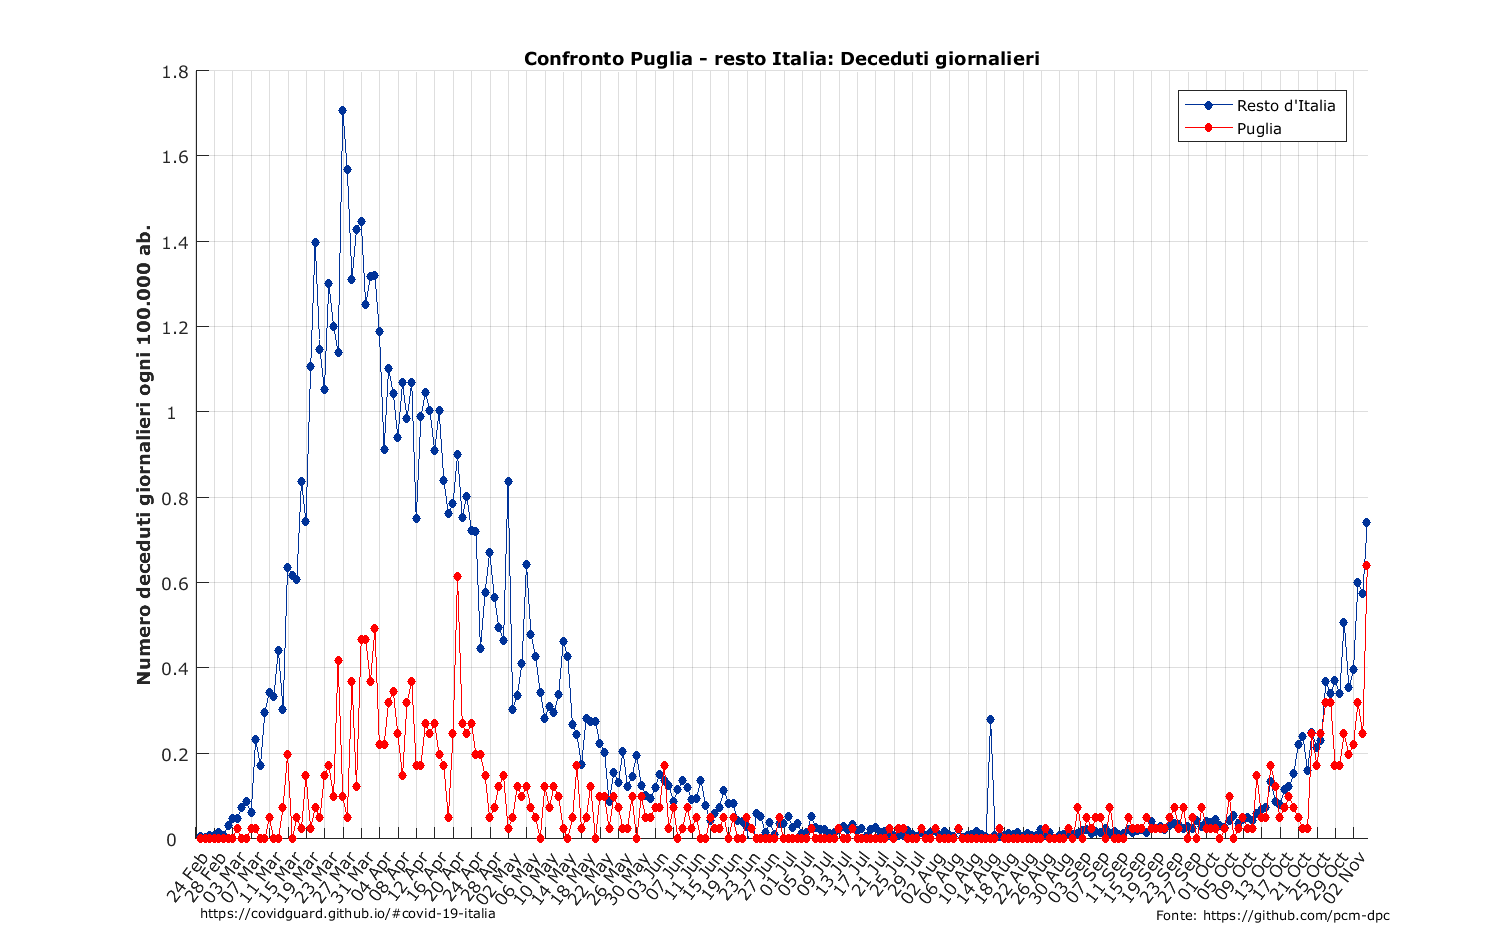 Confronto Puglia - resto Italia: Deceduti giornalieri
Resto d'Italia
Puglia
Numero deceduti giornalieri ogni 100.000 ab.
1.8
1.6
1.4
1.2
1
0.8
0.6
0.4
0.2
0
24 Feb
28 Feb
03 Mar
07 Mar
11 Mar
15 Mar
19 Mar
23 Mar
27 Mar
31 Mar
04 Apr
08 Apr
12 Apr
16 Apr
20 Apr
24 Apr
28 Apr
02 May
06 May
10 May
14 May
18 May
22 May
26 May
30 May
03 Jun
07 Jun
11 Jun
15 Jun
19 Jun
23 Jun
27 Jun
01 Jul
05 Jul
09 Jul
13 Jul
17 Jul
21 Jul
25 Jul
29 Jul
02 Aug
06 Aug
10 Aug
14 Aug
18 Aug
22 Aug
26 Aug
30 Aug
03 Sep
07 Sep
11 Sep
15 Sep
19 Sep
23 Sep
27 Sep
01 Oct
05 Oct
09 Oct
13 Oct
17 Oct
21 Oct
25 Oct
29 Oct
02 Nov
https://covidguard.github.io/#covid-19-italia
Fonte: https://github.com/pcm-dpc